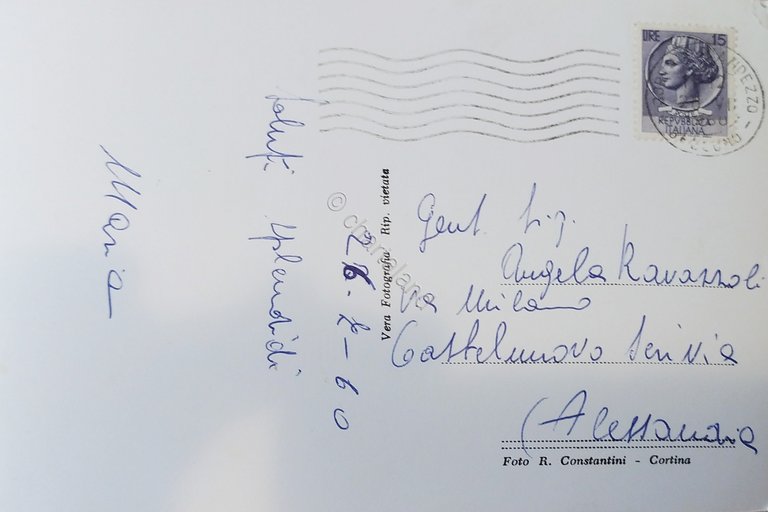 LIRE 15
REPUBBLICA
ITALIANA
Saluti splendidi
Maria
26-2-60
Vera Fotografia Rip. vietata
Gent. Sig.
Angela Ravazzoli
via Milano
Castelnuovo Scrivia
(Alessandria
Foto R. Constantini - Cortina